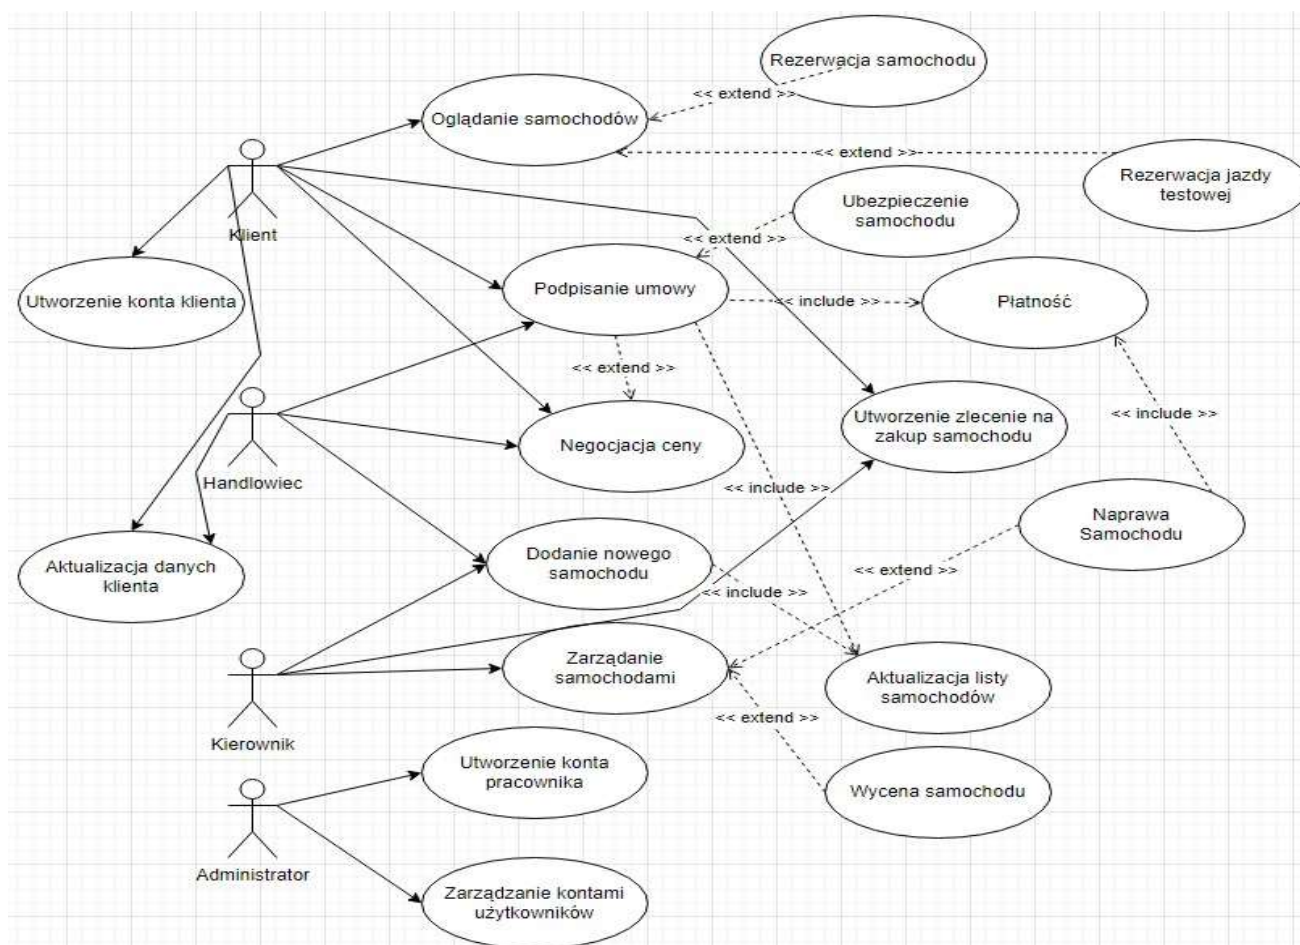 Rezerwacja samochodu
<< extend >>
Oglądanie samochodów
<< extend >>
Rezerwacja jazdy
testowej
Klient
Ubezpieczenie
samochodu
<< extend >>
Utworzenie konta klienta
Podpisanie umowy
<< include >>
Płatność
<< extend >>
Utworzenie zlecenie na
zakup samochodu
<< include >>
Negocjacja ceny
Handlowiec
<< include >>
Naprawa
Samochodu
Aktualizacja danych
klienta
Dodanie nowego
samochodu
<< include >>
<< extend >>
Zarządanie
samochodami
Aktualizacja listy
samochodów
<< extend >>
Kierownik
Utworzenie konta
pracownika
Wycena samochodu
Administrator
Zarządzanie kontami
użytkowników